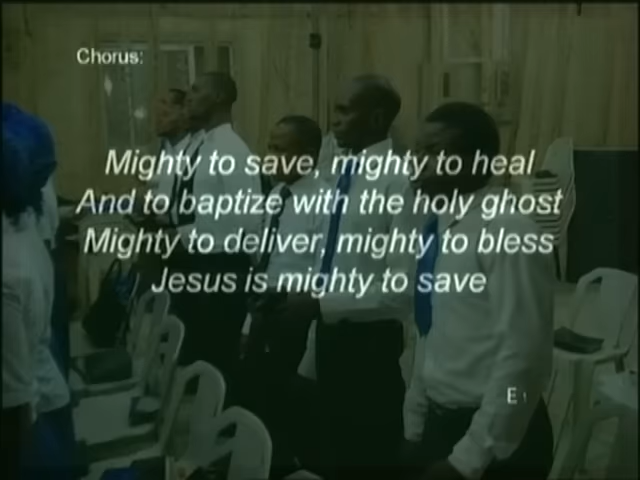 Chorus:
Mighty to save, mighty to heal
And to baptize with the holy ghost
Mighty to deliver, mighty to bless
Jesus is mighty to save
E